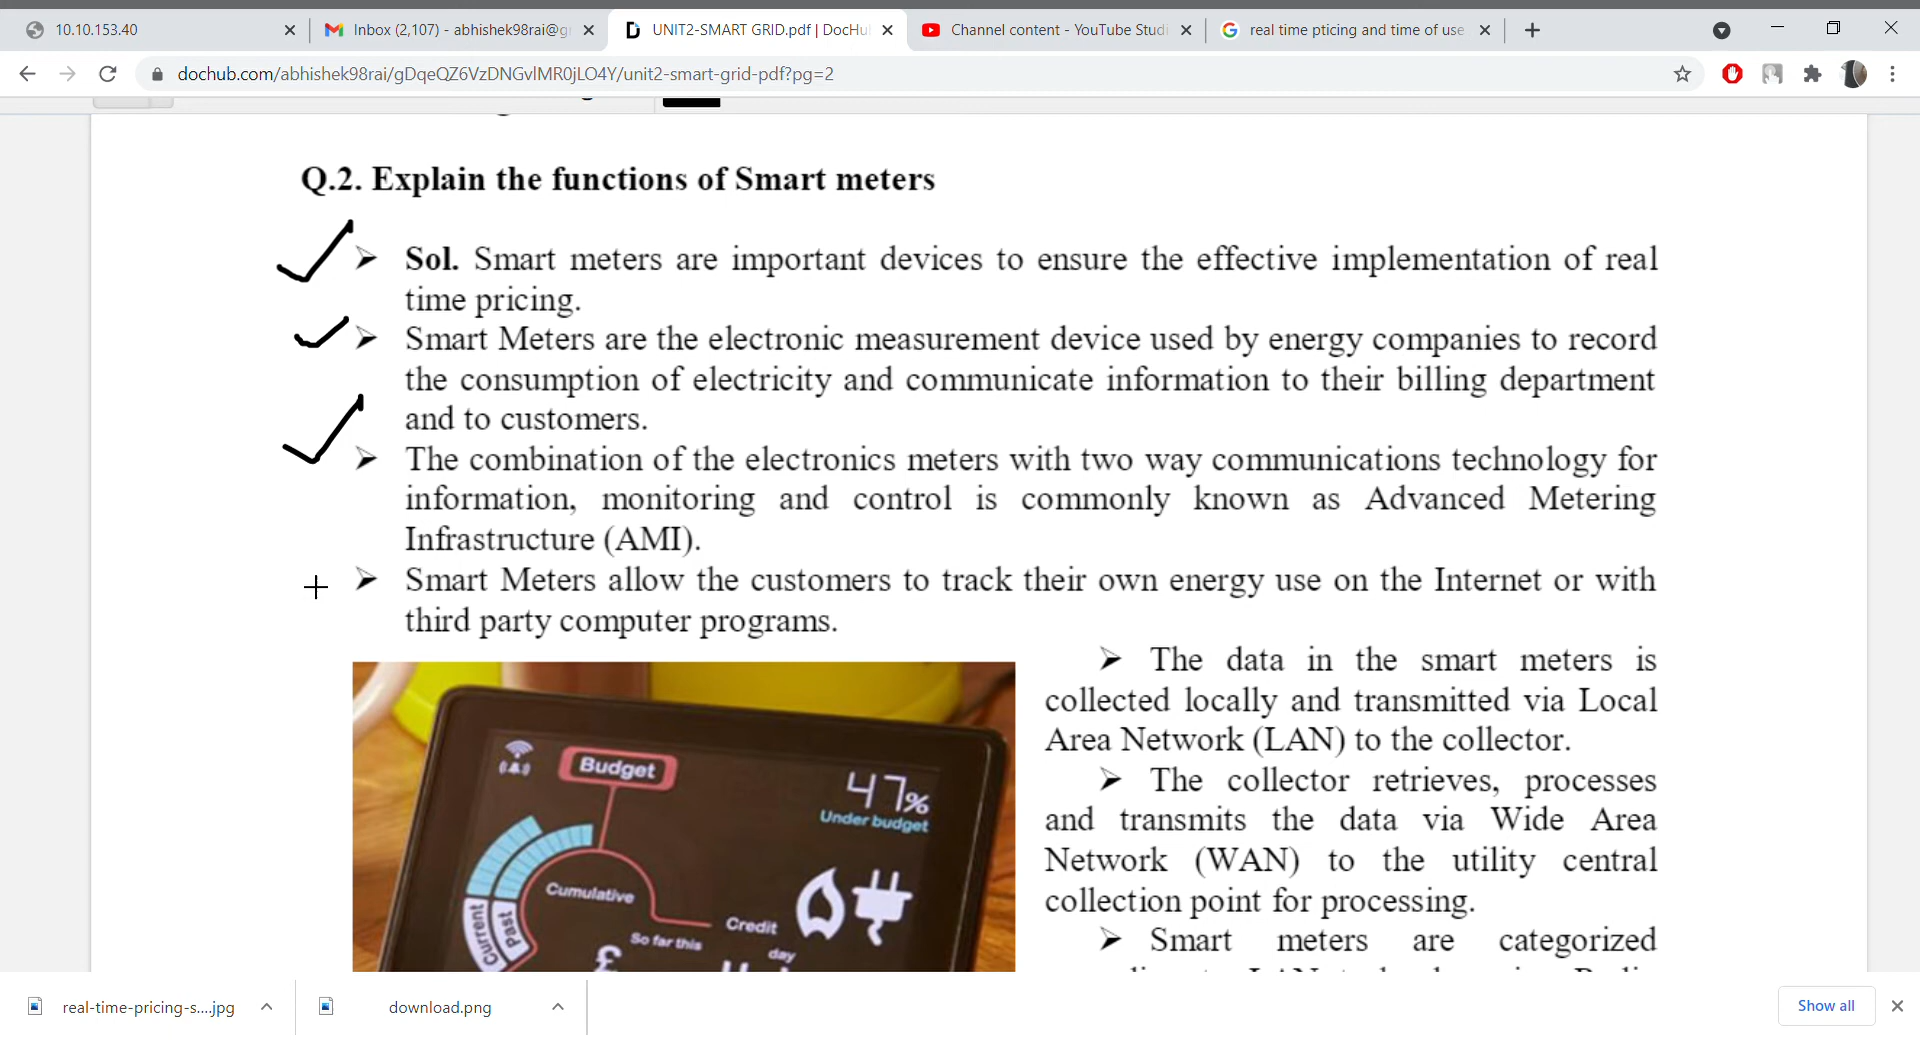 10.10.153.40
Inbox (2,107) - abhishek98rai@g
UNIT2-SMART GRID.pdf | DocHu
Channel content - YouTube Studi
real time pticing and time of use
dochub.com/abhishek98rai/gDqeQZ6VzDNGvlMR0jLO4Y/unit2-smart-grid-pdf?pg=2
Q.2. Explain the functions of Smart meters
➢ Sol. Smart meters are important devices to ensure the effective implementation of real
time pricing.
➢ Smart Meters are the electronic measurement device used by energy companies to record
the consumption of electricity and communicate information to their billing department
and to customers.
➢ The combination of the electronics meters with two way communications technology for
information, monitoring and control is commonly known as Advanced Metering
Infrastructure (AMI).
➢ Smart Meters allow the customers to track their own energy use on the Internet or with
third party computer programs.
➢ The data in the smart meters is
collected locally and transmitted via Local
Area Network (LAN) to the collector.
➢ The collector retrieves, processes
and transmits the data via Wide Area
Network (WAN) to the utility central
collection point for processing.
➢ Smart meters are categorized
Budget
47%
Under budget
Cumulative
Current
Past
Credit
So far this
day
£
real-time-pricing-s....jpg
download.png
Show all